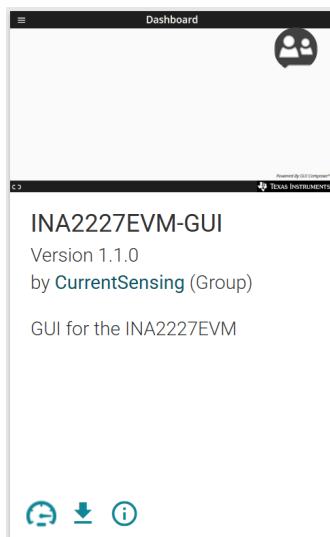 Dashboard
Powered By GUI Composer™
TEXAS INSTRUMENTS
INA2227EVM-GUI
Version 1.1.0
by CurrentSensing (Group)
GUI for the INA2227EVM